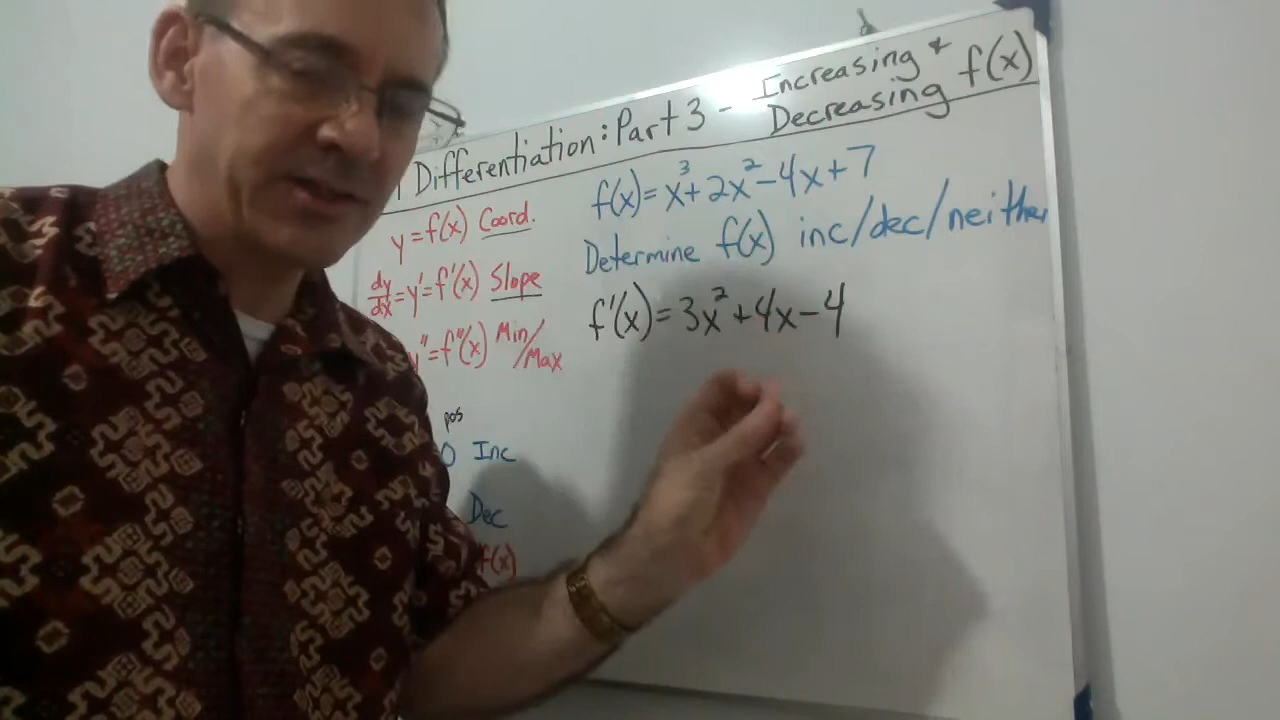 Differentiation: Part 3 - Increasing + Decreasing f(x)
y = f(x) Coord.
dy/dx = y' = f'(x) Slope
y" = f"(x) Min/Max
pos
0 Inc
Dec
f(x)
f(x) = x³ + 2x² - 4x + 7
Determine f(x) inc/dec/neither
f'(x) = 3x² + 4x - 4